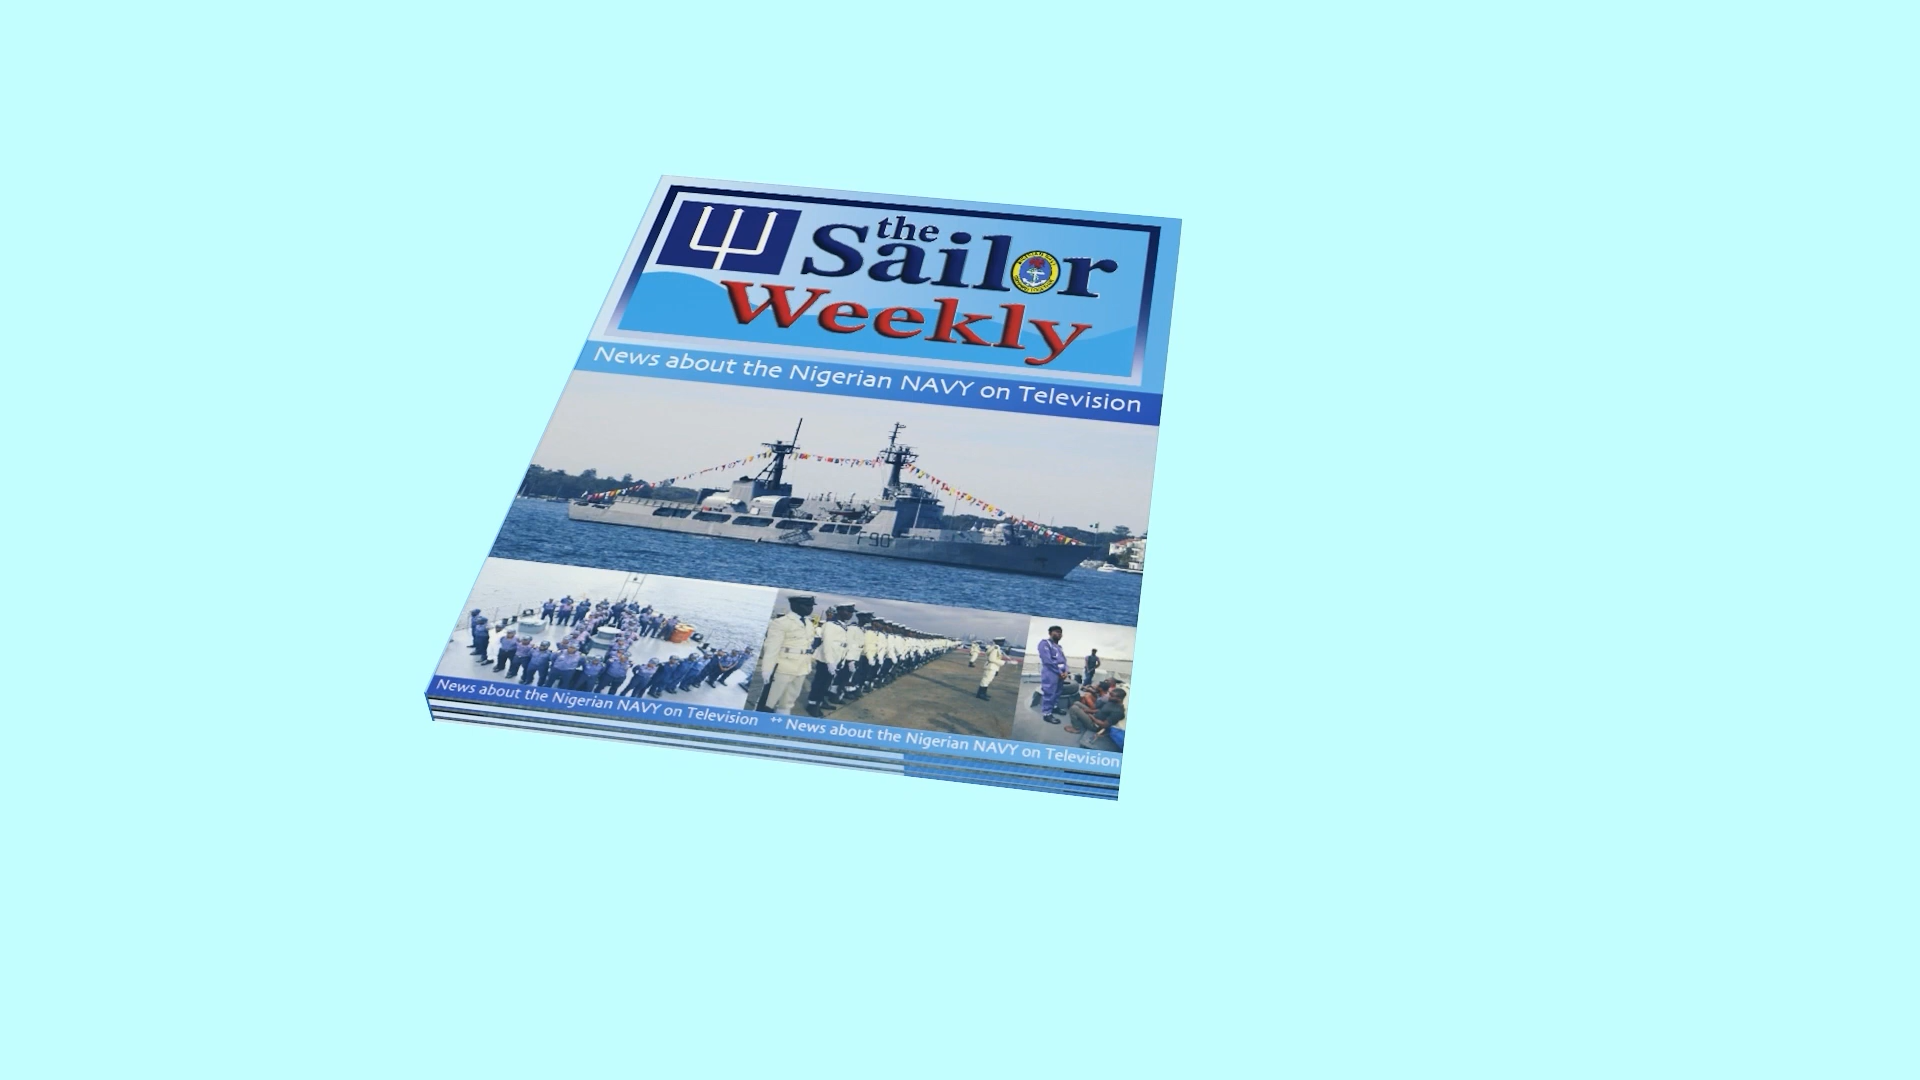 the
Sailor
Weekly
News about the Nigerian NAVY on Television
F90
News about the Nigerian NAVY on Television ++ News about the Nigerian NAVY on Television